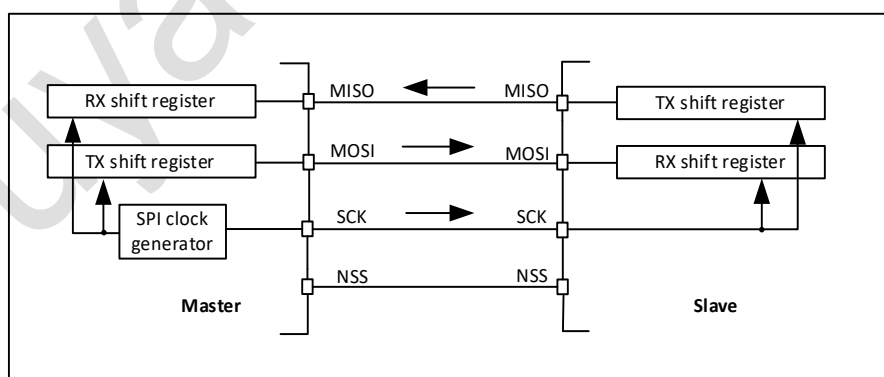 RX shift register
MISO
MISO
TX shift register
TX shift register
MOSI
MOSI
RX shift register
SPI clock
generator
SCK
SCK
NSS
NSS
Master
Slave